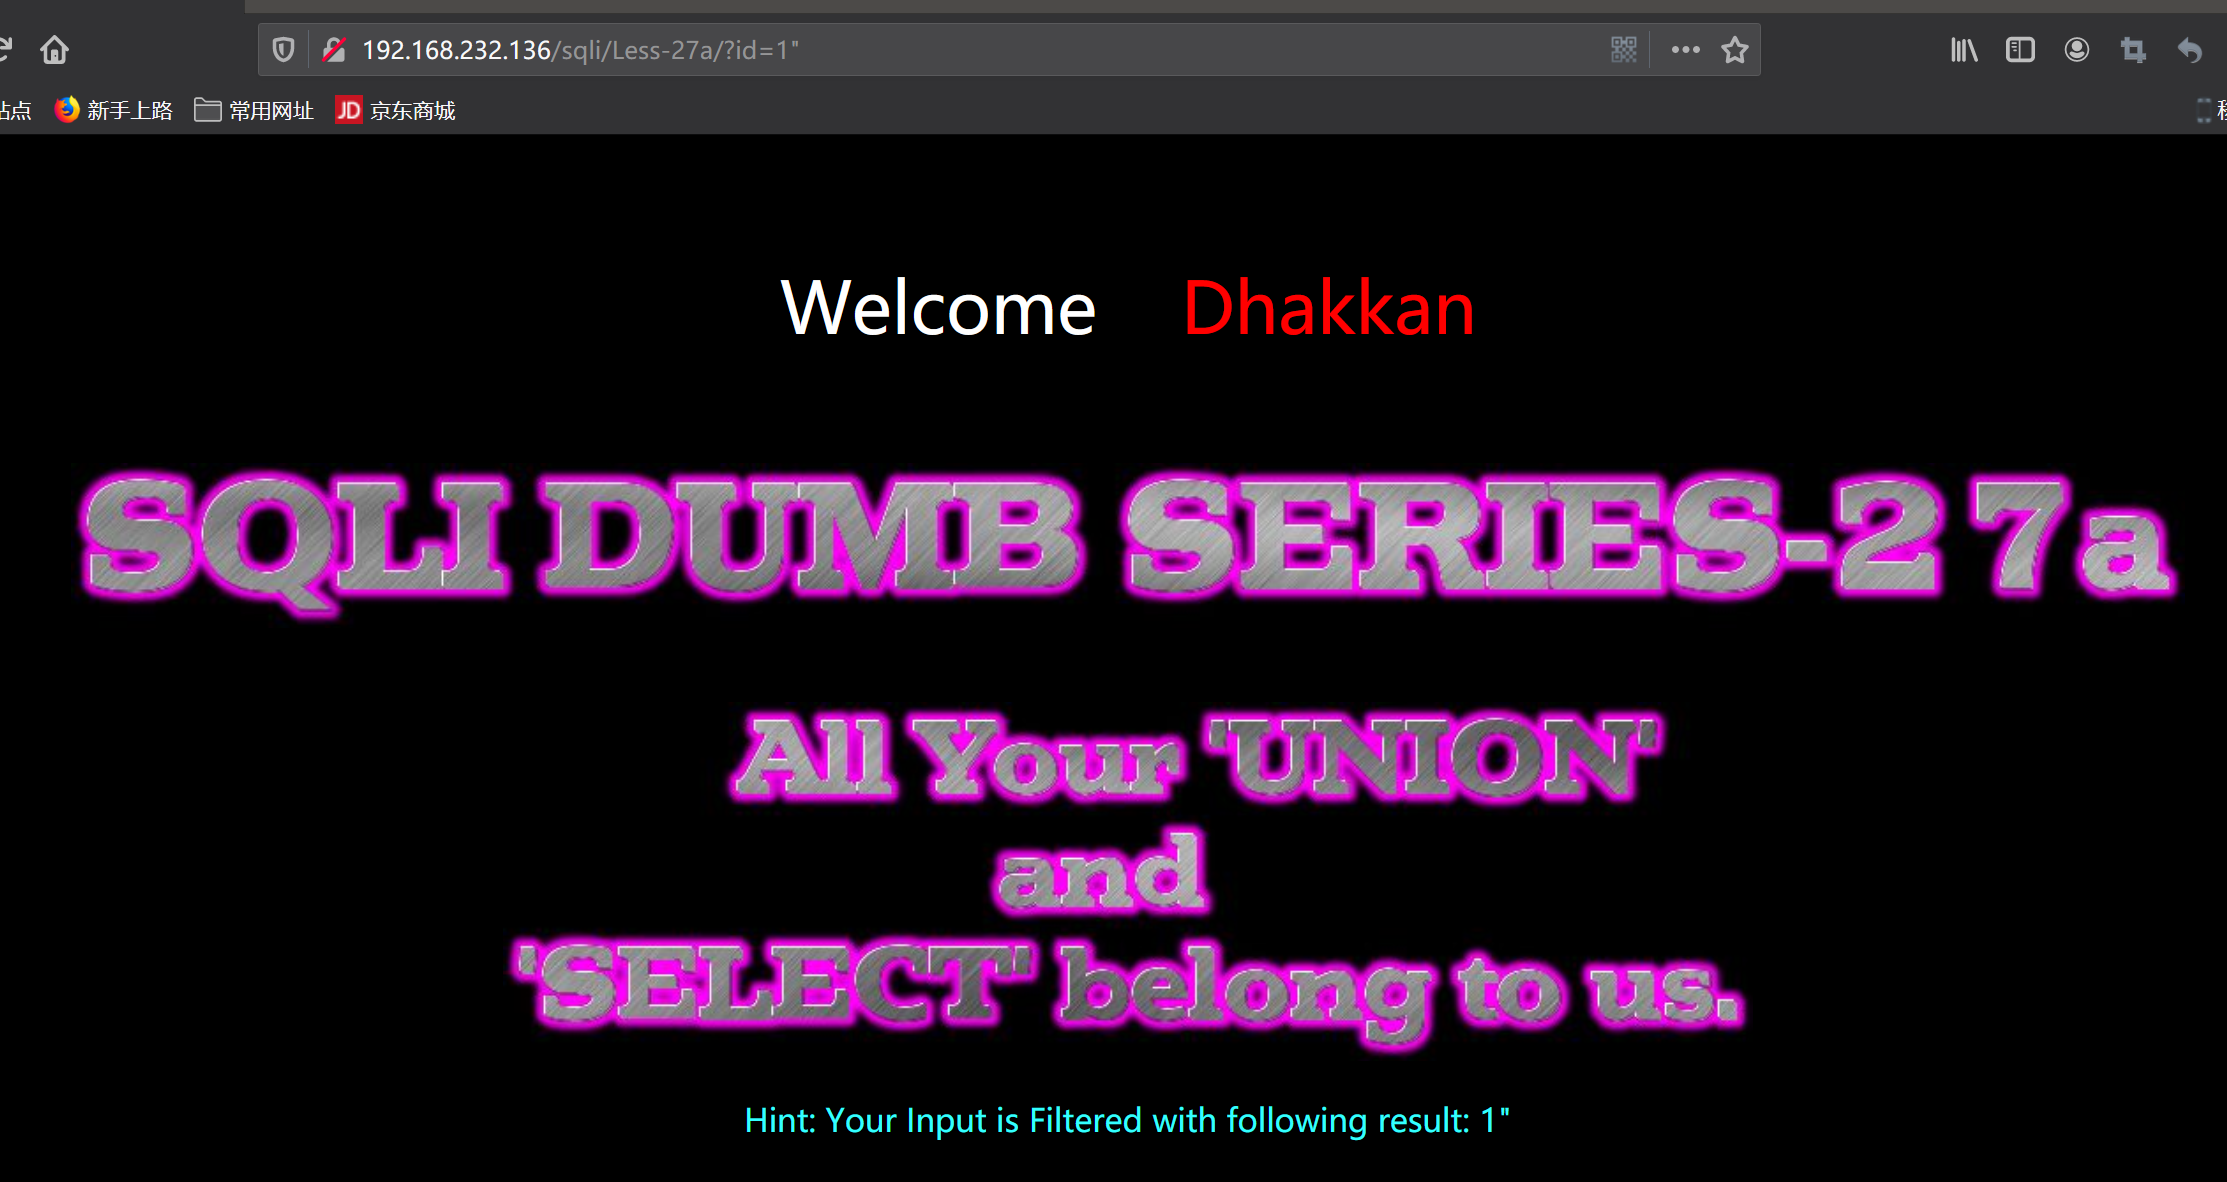 192.168.232.136/sqli/Less-27a/?id=1"
站点 新手上路 常用网址 JD 京东商城
Welcome Dhakkan
SQLI DUMB SERIES-27a
All Your 'UNION'
and
'SELECT' belong to us.
Hint: Your Input is Filtered with following result: 1"